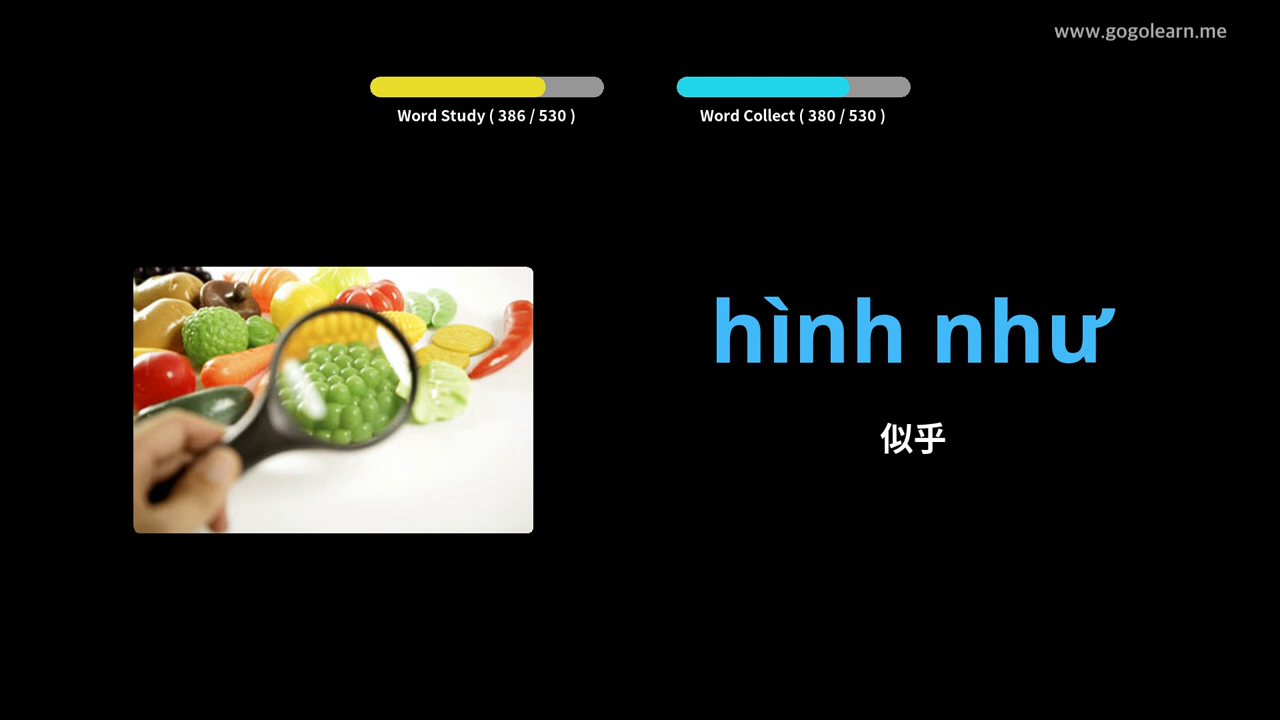 www.gogolearn.me
Word Study ( 386 / 530 )
Word Collect ( 380 / 530 )
hình như
似乎